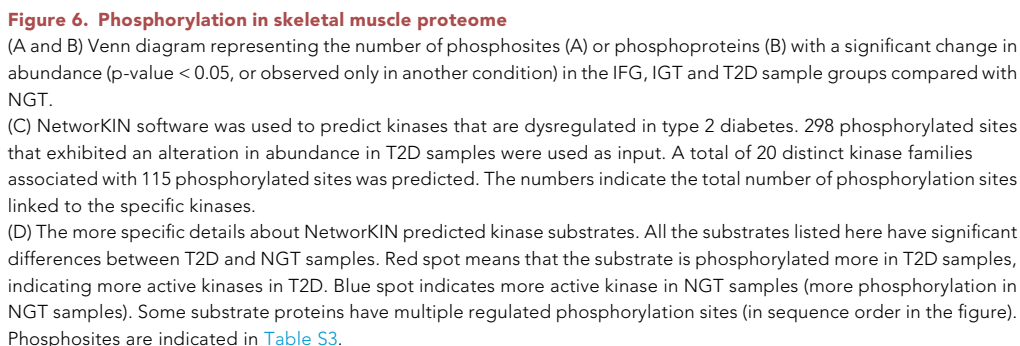 Figure 6. Phosphorylation in skeletal muscle proteome
(A and B) Venn diagram representing the number of phosphosites (A) or phosphoproteins (B) with a significant change in
abundance (p-value < 0.05, or observed only in another condition) in the IFG, IGT and T2D sample groups compared with
NGT.
(C) NetworKIN software was used to predict kinases that are dysregulated in type 2 diabetes. 298 phosphorylated sites
that exhibited an alteration in abundance in T2D samples were used as input. A total of 20 distinct kinase families
associated with 115 phosphorylated sites was predicted. The numbers indicate the total number of phosphorylation sites
linked to the specific kinases.
(D) The more specific details about NetworKIN predicted kinase substrates. All the substrates listed here have significant
differences between T2D and NGT samples. Red spot means that the substrate is phosphorylated more in T2D samples,
indicating more active kinases in T2D. Blue spot indicates more active kinase in NGT samples (more phosphorylation in
NGT samples). Some substrate proteins have multiple regulated phosphorylation sites (in sequence order in the figure).
Phosphosites are indicated in Table S3.